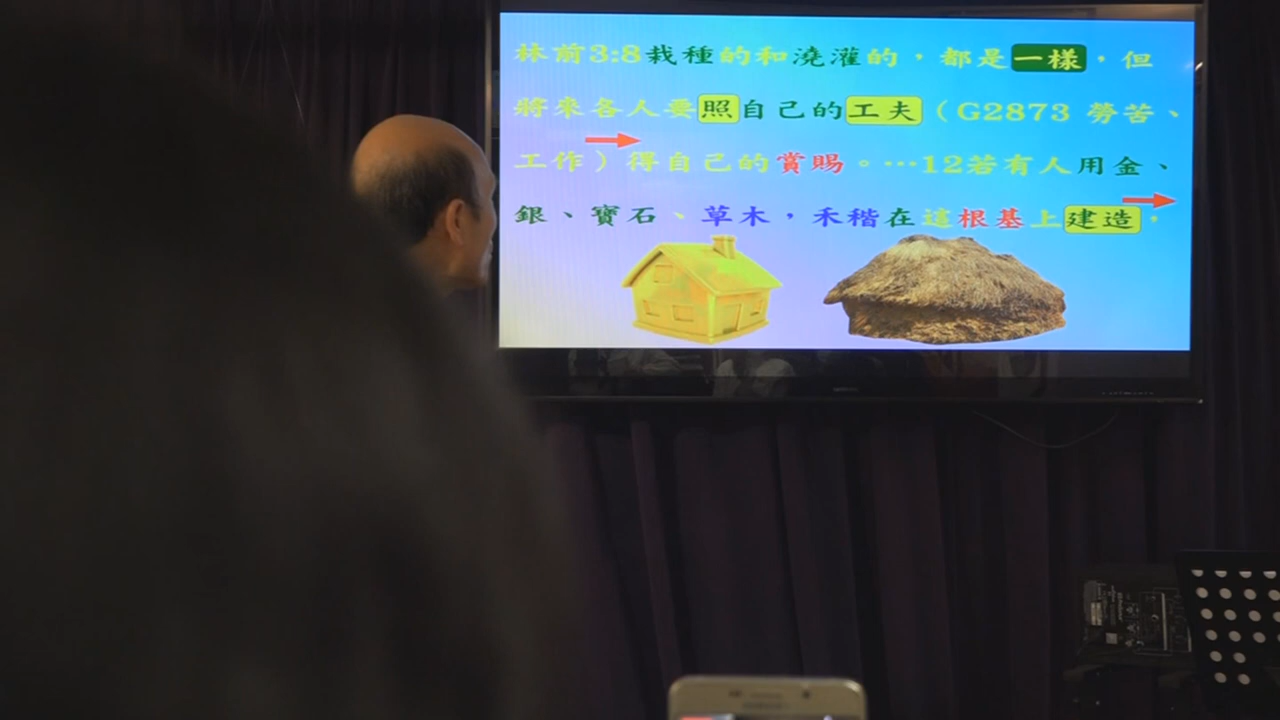 林前3:8栽種的和澆灌的，都是一樣，但
將來各人要照自己的工夫（G2873 勞苦、
工作）得自己的賞賜。…12若有人用金、
銀、寶石、草木，禾稭在這根基上建造，